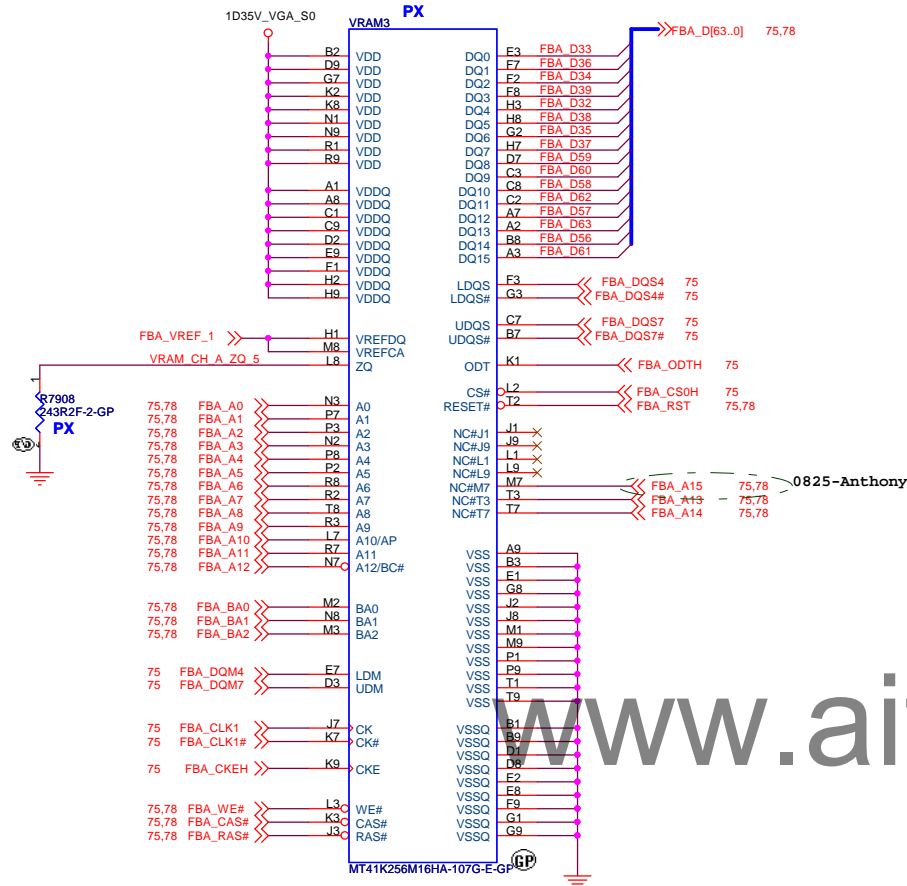 1D35V_VGA_S0
VRAM3 PX
B2 VDD
D9 VDD
G7 VDD
K2 VDD
K8 VDD
N1 VDD
N9 VDD
R1 VDD
R9 VDD
A1 VDDQ
A8 VDDQ
C1 VDDQ
C9 VDDQ
D2 VDDQ
E9 VDDQ
F1 VDDQ
H2 VDDQ
H9 VDDQ
FBA_VREF_1 H1 VREFDQ
M8 VREFCA
VRAM_CH_A_ZQ_5 L8 ZQ
1
R7908
243R2F-2-GP
PX
75,78 FBA_A0 N3 A0
75,78 FBA_A1 P7 A1
75,78 FBA_A2 P3 A2
75,78 FBA_A3 N2 A3
75,78 FBA_A4 P8 A4
75,78 FBA_A5 P2 A5
75,78 FBA_A6 R8 A6
75,78 FBA_A7 R2 A7
75,78 FBA_A8 T8 A8
75,78 FBA_A9 R3 A9
75,78 FBA_A10 L7 A10/AP
75,78 FBA_A11 R7 A11
75,78 FBA_A12 N7 A12/BC#
75,78 FBA_BA0 M2 BA0
75,78 FBA_BA1 N8 BA1
75,78 FBA_BA2 M3 BA2
75 FBA_DQM4 E7 LDM
75 FBA_DQM7 D3 UDM
75 FBA_CLK1 J7 CK
75 FBA_CLK1# K7 CK#
75 FBA_CKEH K9 CKE
75,78 FBA_WE# L3 WE#
75,78 FBA_CAS# K3 CAS#
75,78 FBA_RAS# J3 RAS#
MT41K256M16HA-107G-E-GP
GP
FBA_D[63..0] 75,78
DQ0 E3 FBA_D33
DQ1 F7 FBA_D36
DQ2 F2 FBA_D34
DQ3 F8 FBA_D39
DQ4 H3 FBA_D32
DQ5 H8 FBA_D38
DQ6 G2 FBA_D35
DQ7 H7 FBA_D37
DQ8 D7 FBA_D59
DQ9 C3 FBA_D60
DQ10 C8 FBA_D58
DQ11 C2 FBA_D62
DQ12 A7 FBA_D57
DQ13 A2 FBA_D63
DQ14 B8 FBA_D56
DQ15 A3 FBA_D61
LDQS F3 FBA_DQS4 75
LDQS# G3 FBA_DQS4# 75
UDQS C7 FBA_DQS7 75
UDQS# B7 FBA_DQS7# 75
ODT K1 FBA_ODTH 75
CS# L2 FBA_CS0H 75
RESET# T2 FBA_RST 75,78
NC#J1 J1
NC#J9 J9
NC#L1 L1
NC#L9 L9
NC#M7 M7 FBA_A15 75,78 0825-Anthony
NC#T3 T3 FBA_A13 75,78
NC#T7 T7 FBA_A14 75,78
VSS A9
VSS B3
VSS E1
VSS G8
VSS J2
VSS J8
VSS M1
VSS M9
VSS P1
VSS P9
VSS T1
VSS T9
VSSQ B1
VSSQ B9
VSSQ D1
VSSQ D8
VSSQ E2
VSSQ E8
VSSQ F9
VSSQ G1
VSSQ G9